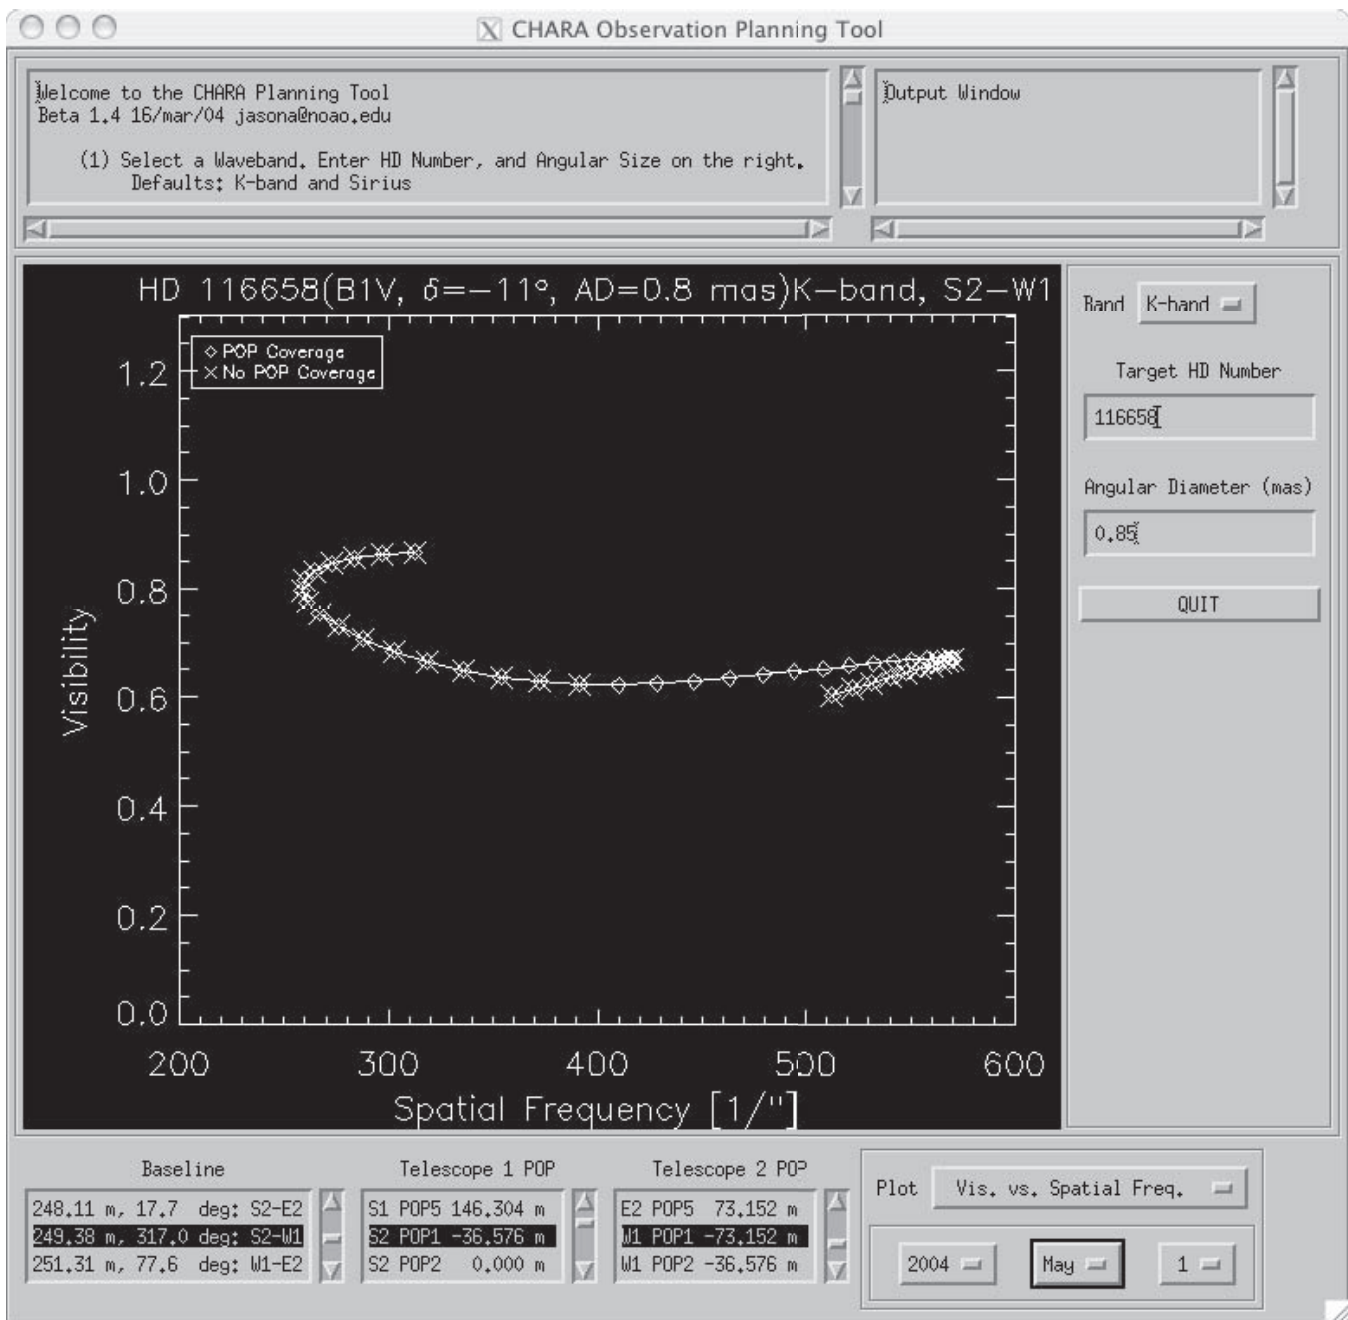 CHARA Observation Planning Tool
Welcome to the CHARA Planning Tool
Beta 1.4 16/mar/04 jasona@noao.edu
(1) Select a Waveband. Enter HD Number, and Angular Size on the right.
Defaults: K-band and Sirius
Output Window
HD 116658(B1V, δ=-11°, AD=0.8 mas)K-band, S2-W1
◇ POP Coverage
× No POP Coverage
1.2
1.0
0.8
0.6
0.4
0.2
0.0
Visibility
200 300 400 500 600
Spatial Frequency [1/"]
Band K-band
Target HD Number
116658
Angular Diameter (mas)
0.85
QUIT
Baseline
248.11 m, 17.7 deg: S2-E2
249.38 m, 317.0 deg: S2-W1
251.31 m, 77.6 deg: W1-E2
Telescope 1 POP
S1 POP5 146.304 m
S2 POP1 -36.576 m
S2 POP2 0.000 m
Telescope 2 POP
E2 POP5 73.152 m
W1 POP1 -73.152 m
W1 POP2 -36.576 m
Plot Vis. vs. Spatial Freq.
2004 May 1